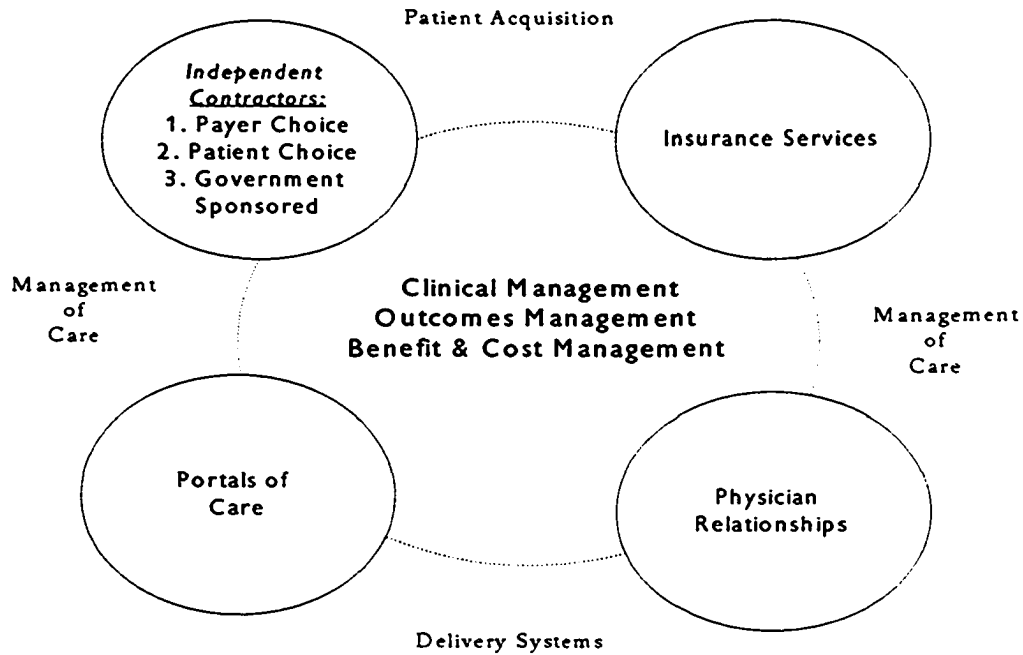 Patient Acquisition
Independent
Contractors:
1. Payer Choice
2. Patient Choice
3. Government
Sponsored
Insurance Services
Management
of
Care
Clinical Management
Outcomes Management
Benefit & Cost Management
Management
of
Care
Portals of
Care
Physician
Relationships
Delivery Systems